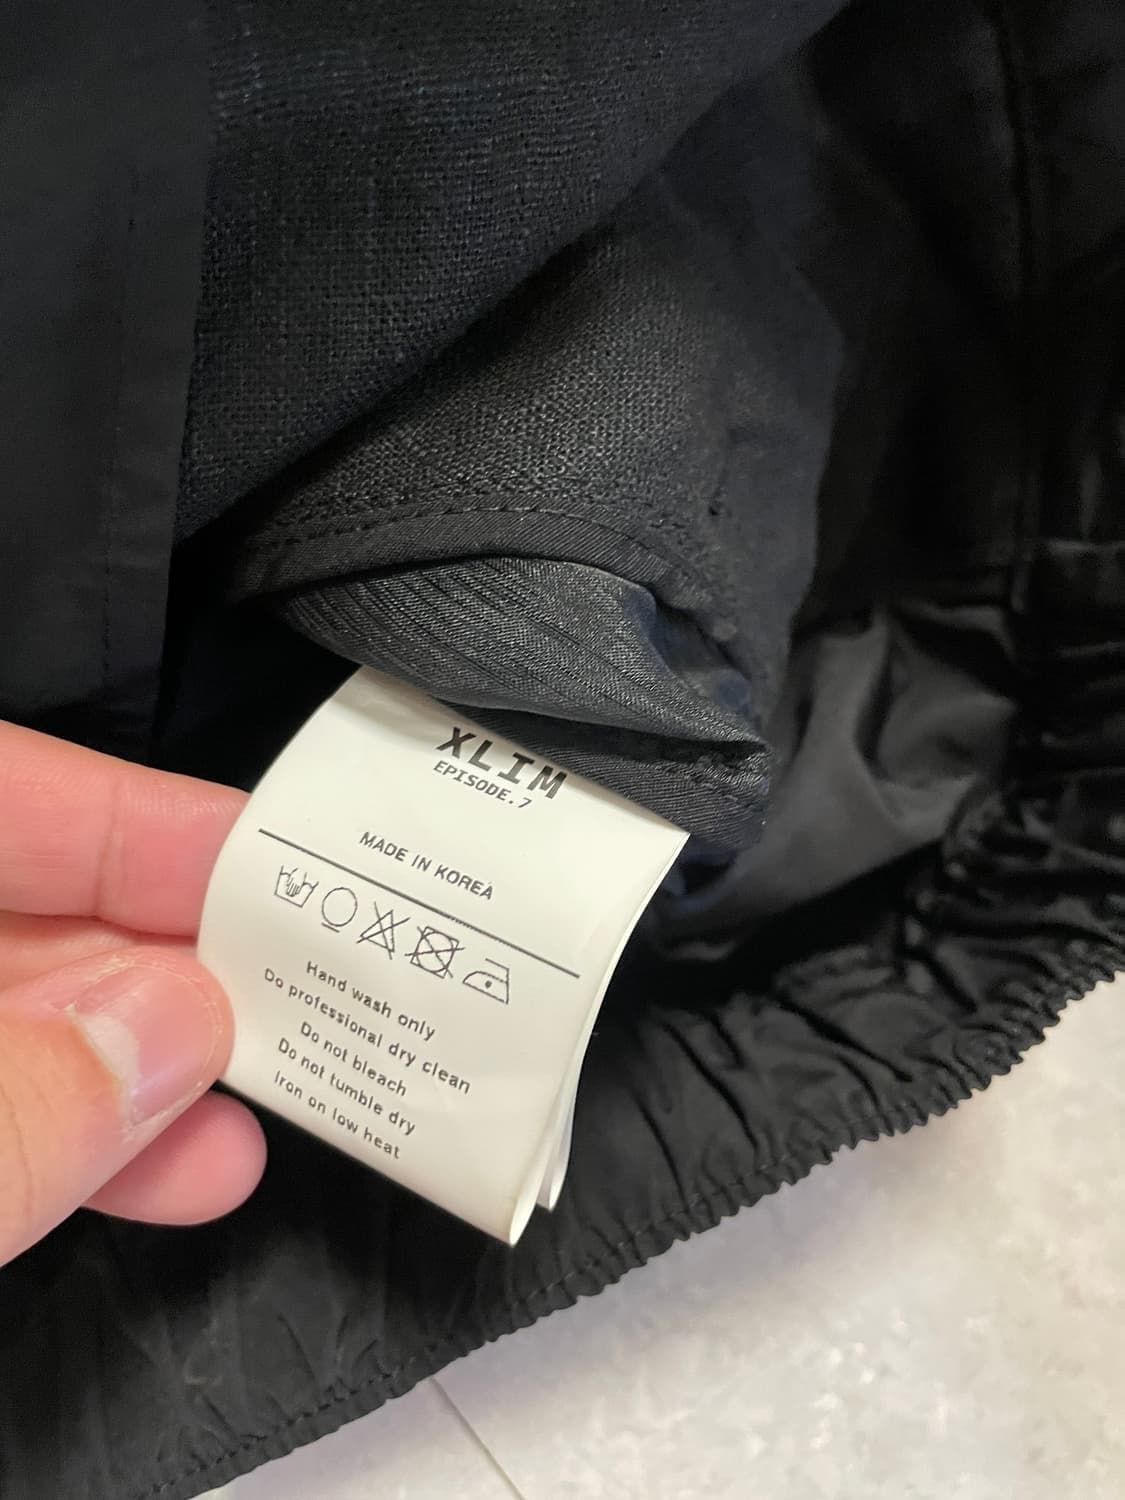 XLIM
EPISODE.7
MADE IN KOREA
Hand wash only
Do professional dry clean
Do not bleach
Do not tumble dry
Iron on low heat